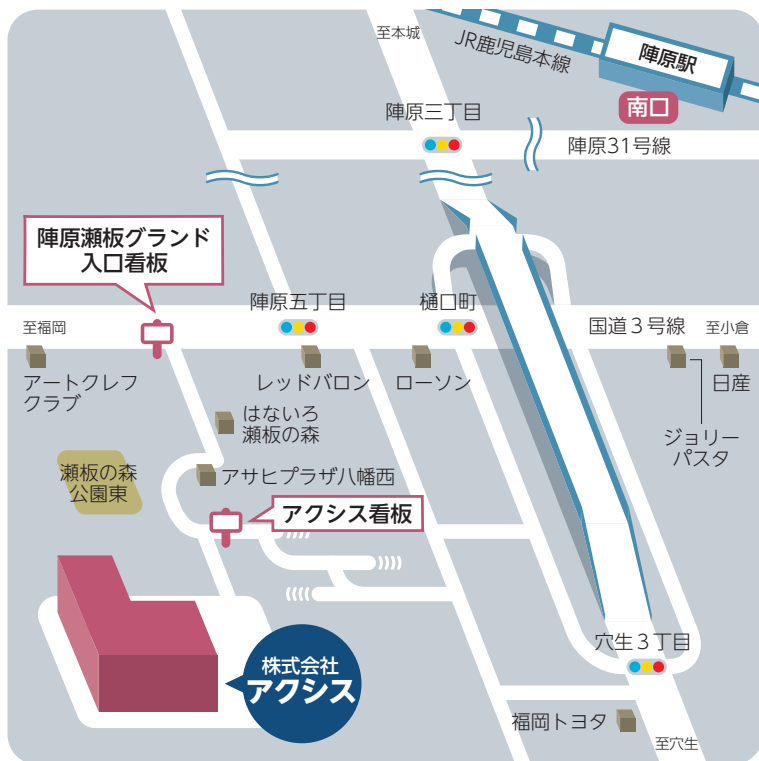 至本城
JR鹿児島本線
陣原駅
南口
陣原三丁目
陣原31号線
陣原瀬板グランド
入口看板
至福岡
陣原五丁目
樋口町
国道3号線
至小倉
アートクレフ
クラブ
レッドバロン
ローソン
日産
ジョリー
パスタ
はないろ
瀬板の森
瀬板の森
公園東
アサヒプラザ八幡西
アクシス看板
株式会社
アクシス
穴生3丁目
福岡トヨタ
至穴生